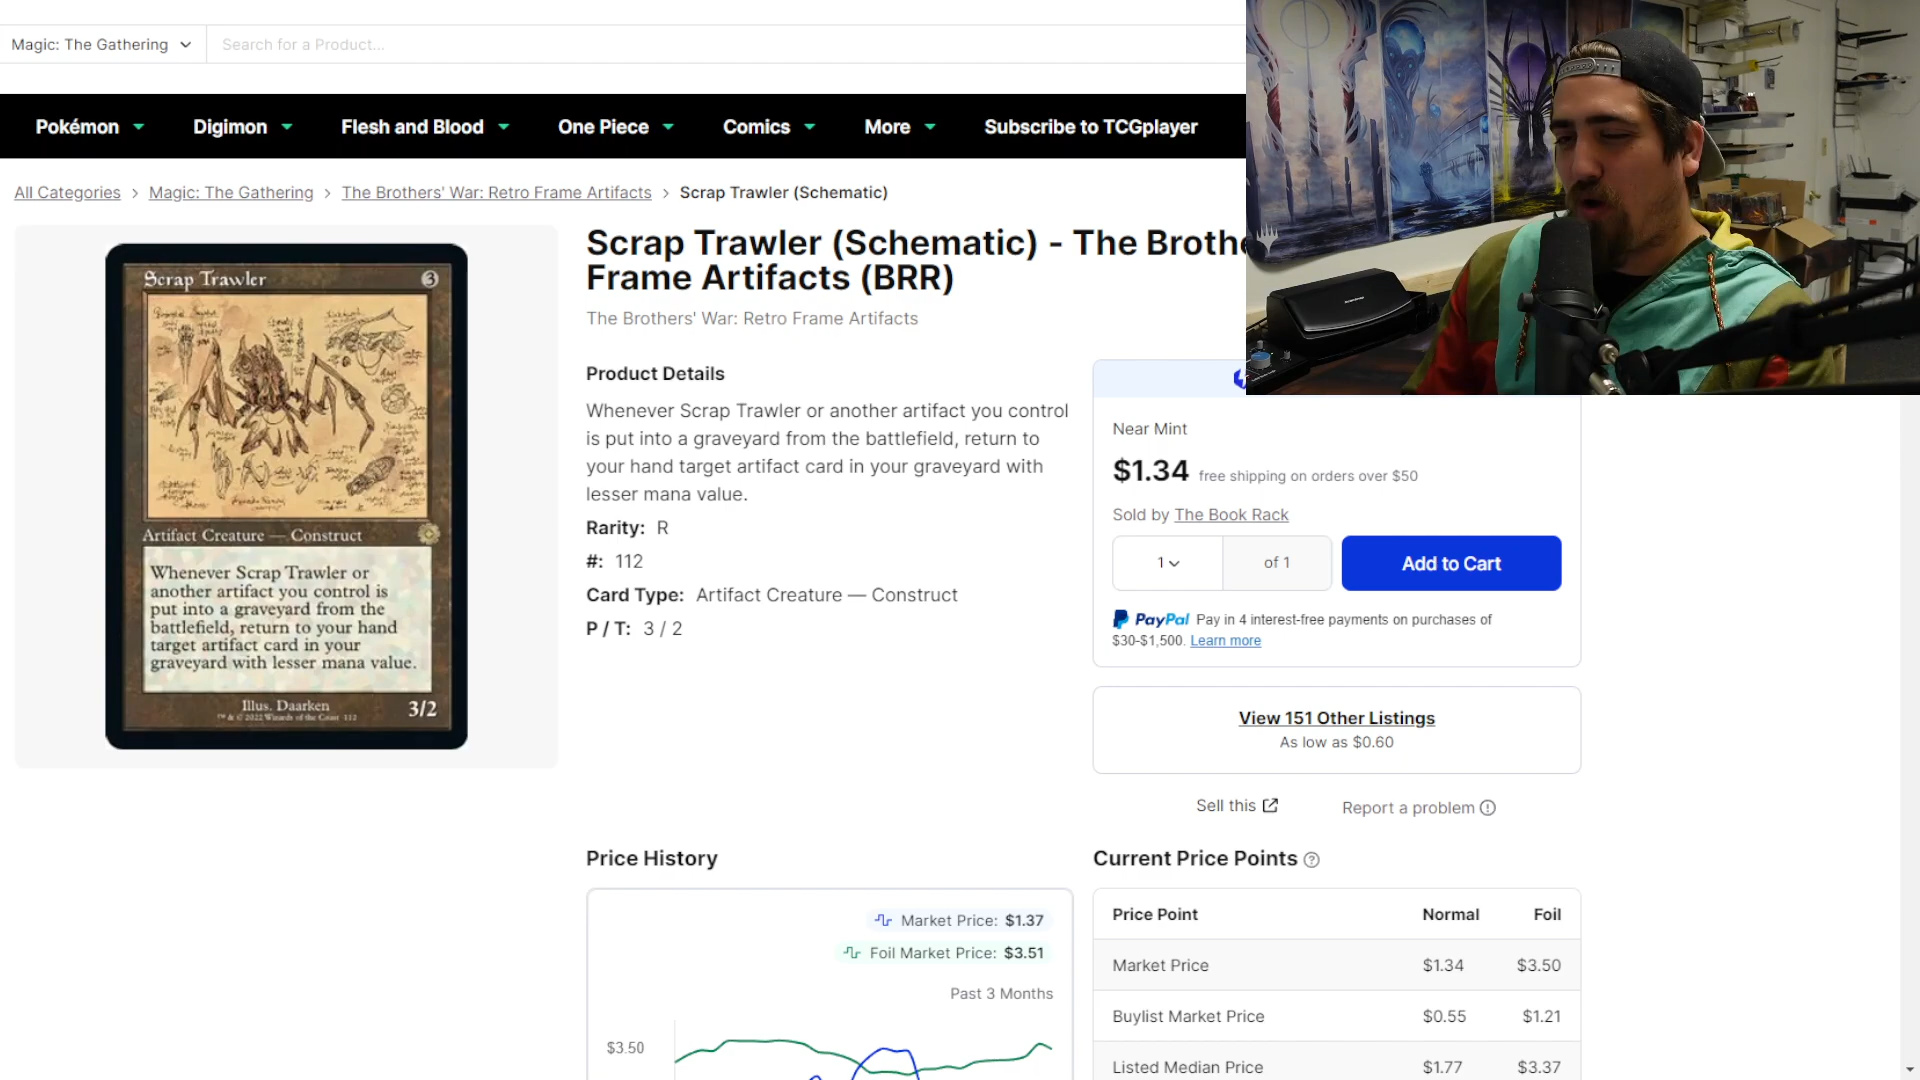 Magic: The Gathering
Search for a Product...
Pokémon
Digimon
Flesh and Blood
One Piece
Comics
More
Subscribe to TCGplayer
All Categories > Magic: The Gathering > The Brothers' War: Retro Frame Artifacts > Scrap Trawler (Schematic)
Scrap Trawler
3
Artifact Creature — Construct
Whenever Scrap Trawler or
another artifact you control is
put into a graveyard from the
battlefield, return to your hand
target artifact card in your
graveyard with lesser mana value.
Illus. Daarken
™ & © 2022 Wizards of the Coast 112
3/2
Scrap Trawler (Schematic) - The Brothe
Frame Artifacts (BRR)
The Brothers' War: Retro Frame Artifacts
Product Details
Whenever Scrap Trawler or another artifact you control
is put into a graveyard from the battlefield, return to
your hand target artifact card in your graveyard with
lesser mana value.
Rarity: R
#: 112
Card Type: Artifact Creature — Construct
P / T: 3 / 2
Near Mint
$1.34 free shipping on orders over $50
Sold by The Book Rack
1
of 1
Add to Cart
PayPal Pay in 4 interest-free payments on purchases of
$30-$1,500. Learn more
View 151 Other Listings
As low as $0.60
Sell this
Report a problem
Price History
Market Price: $1.37
Foil Market Price: $3.51
Past 3 Months
$3.50
Current Price Points
Price Point Normal Foil
Market Price $1.34 $3.50
Buylist Market Price $0.55 $1.21
Listed Median Price $1.77 $3.37